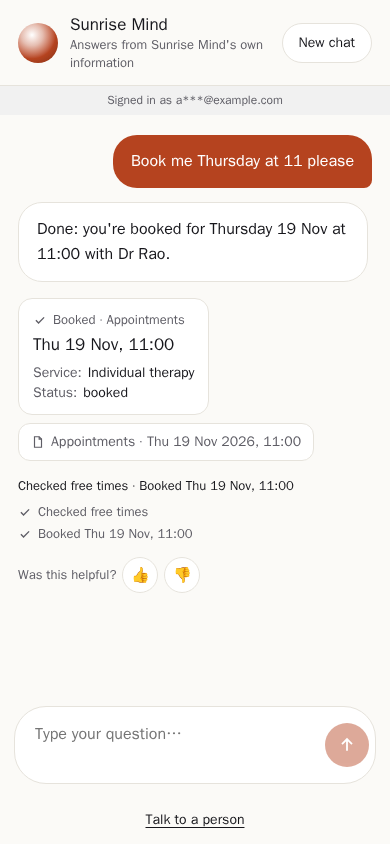 Sunrise Mind
Answers from Sunrise Mind's own
information
New chat
Signed in as a***@example.com
Book me Thursday at 11 please
Done: you're booked for Thursday 19 Nov at
11:00 with Dr Rao.
Booked · Appointments
Thu 19 Nov, 11:00
Service: Individual therapy
Status: booked
Appointments · Thu 19 Nov 2026, 11:00
Checked free times · Booked Thu 19 Nov, 11:00
Checked free times
Booked Thu 19 Nov, 11:00
Was this helpful?
Type your question…
Talk to a person